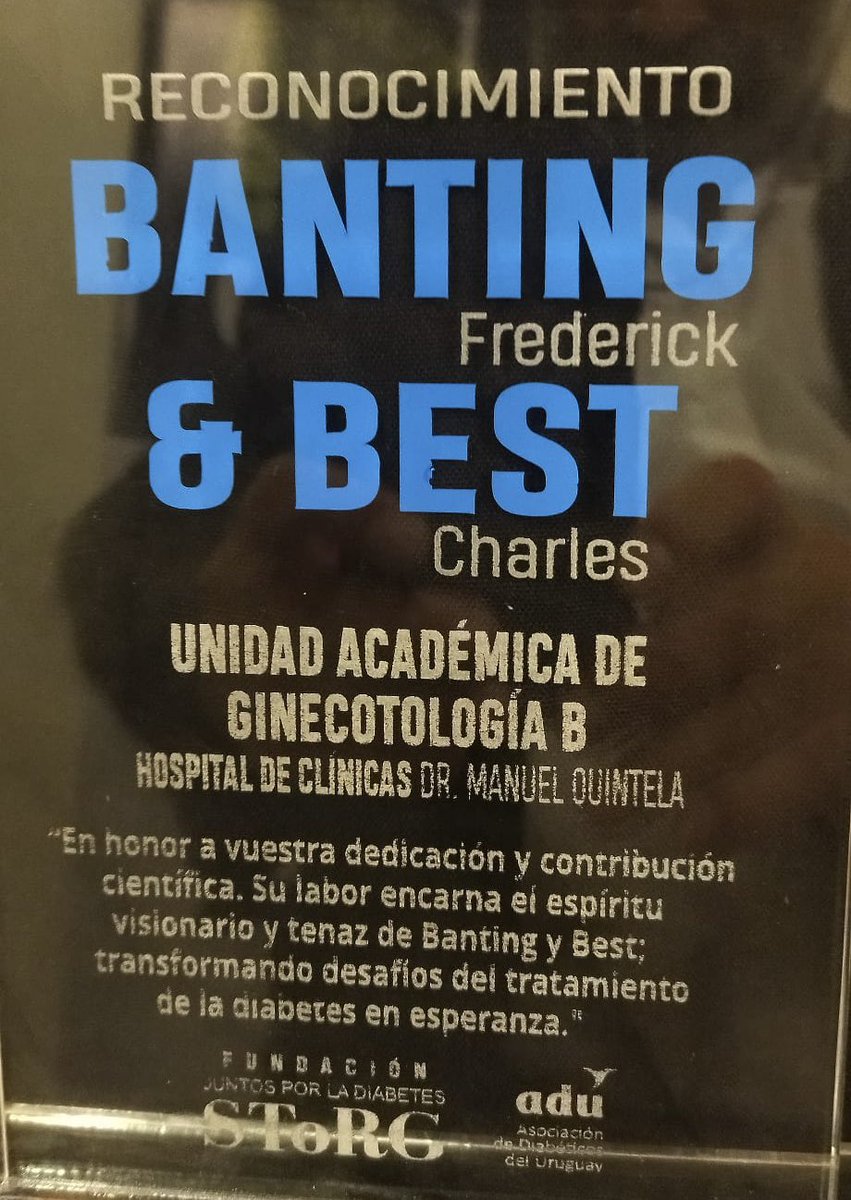 RECONOCIMIENTO
BANTING
Frederick
& BEST
Charles
UNIDAD ACADÉMICA DE
GINECOTOLOGÍA B
HOSPITAL DE CLÍNICAS DR. MANUEL QUINTELA
"En honor a vuestra dedicación y contribución
científica. Su labor encarna el espíritu
visionario y tenaz de Banting y Best;
transformando desafíos del tratamiento
de la diabetes en esperanza."
FUNDACIÓN
JUNTOS POR LA DIABETES
SToRG
adu
Asociación
de Diabéticos
del Uruguay